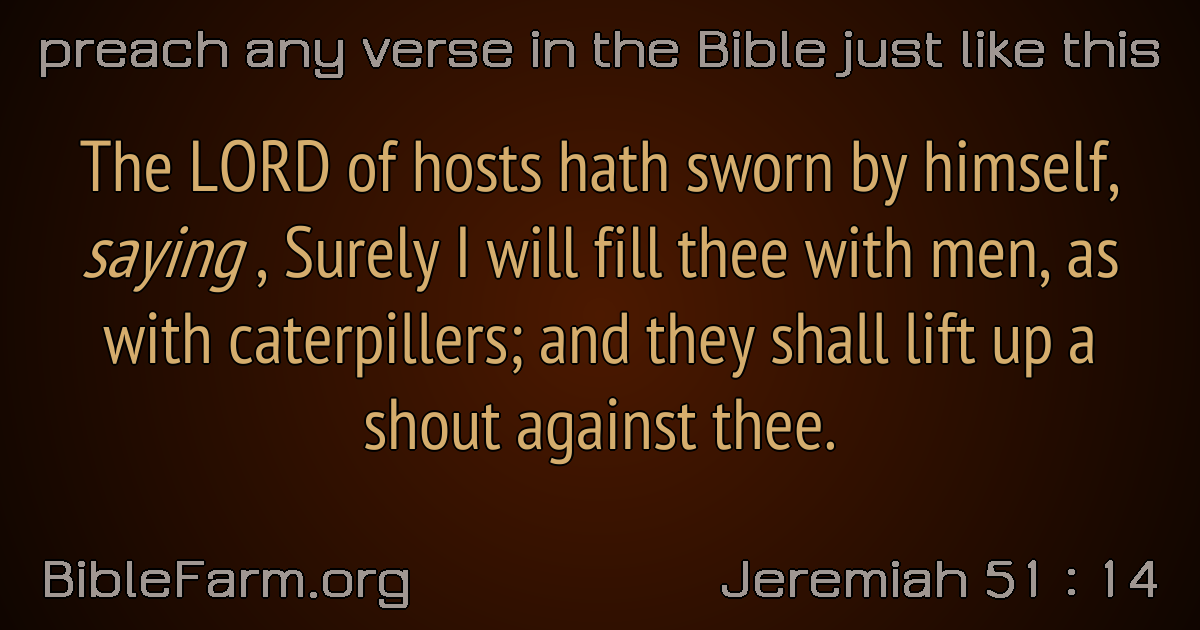 preach any verse in the Bible just like this
The LORD of hosts hath sworn by himself,
saying , Surely I will fill thee with men, as
with caterpillers; and they shall lift up a
shout against thee.
BibleFarm.org
Jeremiah 51 : 14